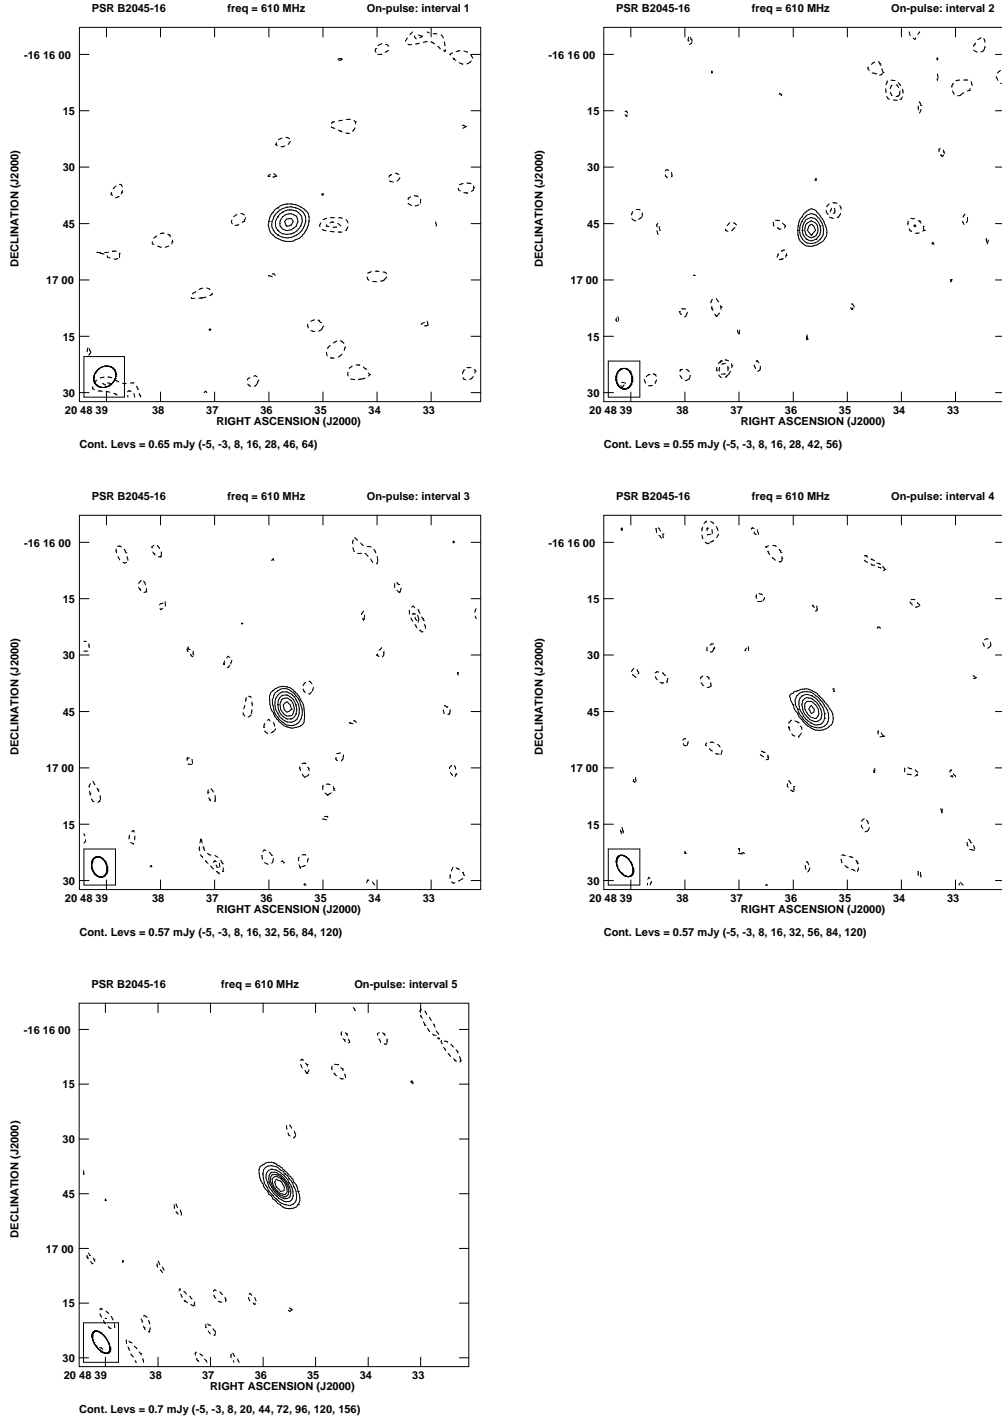 PSR B2045-16 freq = 610 MHz On-pulse: interval 1
-16 16 00
15
30
45
17 00
15
30
DECLINATION (J2000)
20 48 39 38 37 36 35 34 33
RIGHT ASCENSION (J2000)
Cont. Levs = 0.65 mJy (-5, -3, 8, 16, 28, 46, 64)
PSR B2045-16 freq = 610 MHz On-pulse: interval 2
-16 16 00
15
30
45
17 00
15
30
DECLINATION (J2000)
20 48 39 38 37 36 35 34 33
RIGHT ASCENSION (J2000)
Cont. Levs = 0.55 mJy (-5, -3, 8, 16, 28, 42, 56)
PSR B2045-16 freq = 610 MHz On-pulse: interval 3
-16 16 00
15
30
45
17 00
15
30
DECLINATION (J2000)
20 48 39 38 37 36 35 34 33
RIGHT ASCENSION (J2000)
Cont. Levs = 0.57 mJy (-5, -3, 8, 16, 32, 56, 84, 120)
PSR B2045-16 freq = 610 MHz On-pulse: interval 4
-16 16 00
15
30
45
17 00
15
30
DECLINATION (J2000)
20 48 39 38 37 36 35 34 33
RIGHT ASCENSION (J2000)
Cont. Levs = 0.57 mJy (-5, -3, 8, 16, 32, 56, 84, 120)
PSR B2045-16 freq = 610 MHz On-pulse: interval 5
-16 16 00
15
30
45
17 00
15
30
DECLINATION (J2000)
20 48 39 38 37 36 35 34 33
RIGHT ASCENSION (J2000)
Cont. Levs = 0.7 mJy (-5, -3, 8, 20, 44, 72, 96, 120, 156)